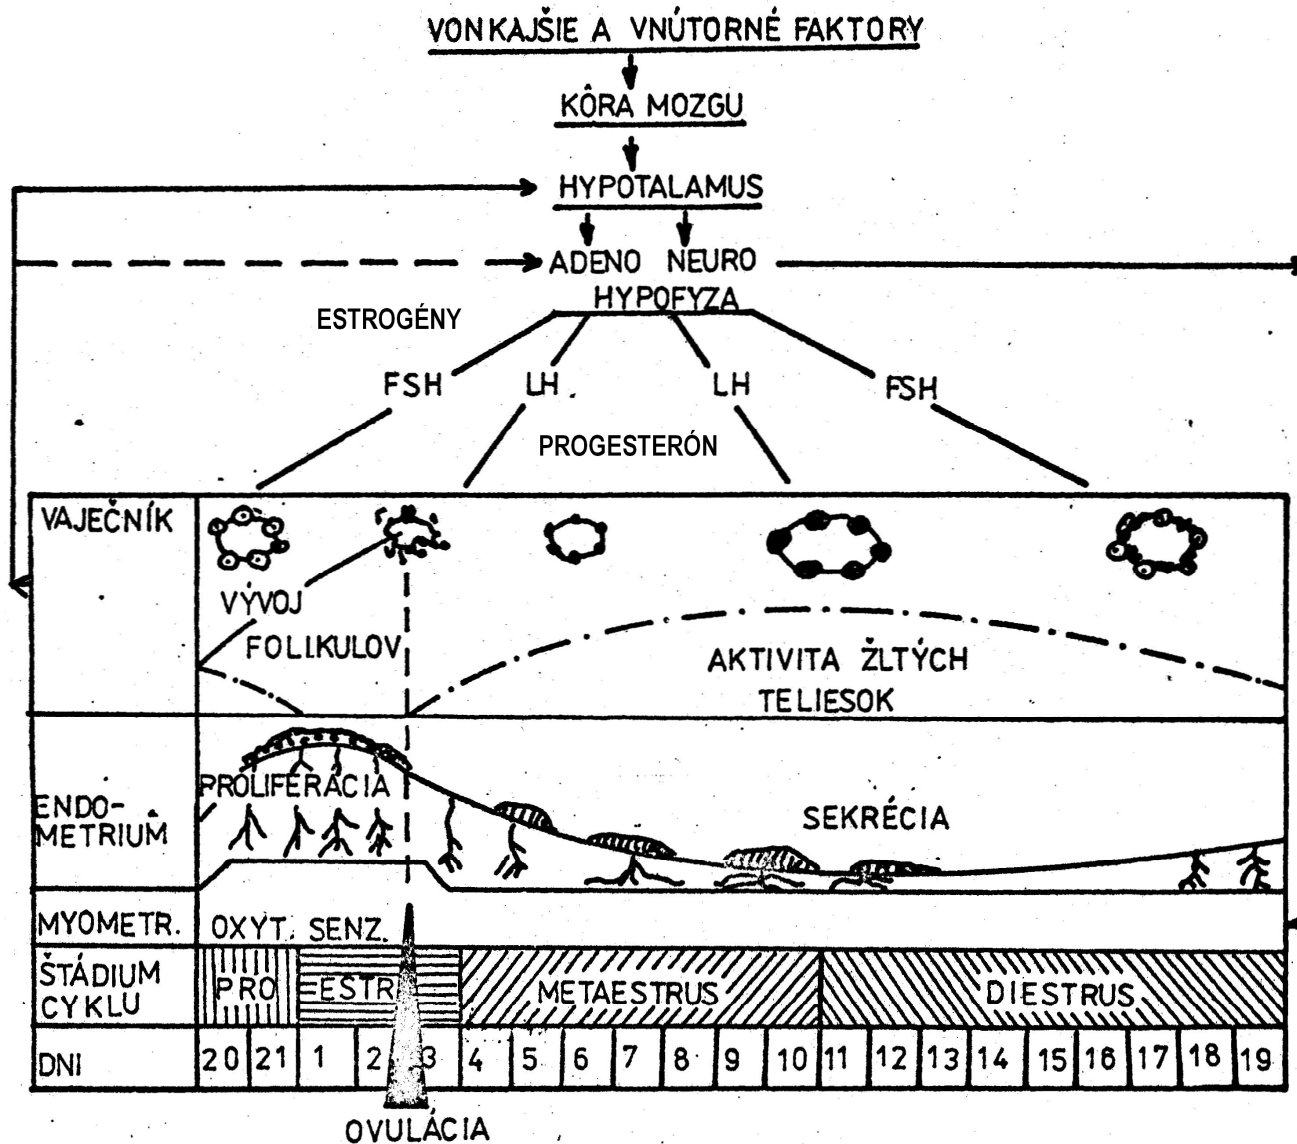 VONKAJŠIE A VNÚTORNÉ FAKTORY
KÔRA MOZGU
HYPOTALAMUS
ADENO NEURO
HYPOFYZA
ESTROGÉNY
FSH LH LH FSH
PROGESTERÓN
VAJEČNÍK
VÝVOJ
FOLIKULOV
AKTIVITA ŽLTÝCH
TELIESOK
PROLIFERÁCIA
ENDO-
METRIUM
SEKRÉCIA
MYOMETR. OXYT. SENZ.
ŠTÁDIUM
CYKLU
PRO ESTR METAESTRUS DIESTRUS
DNI 20 21 1 2 3 4 5 6 7 8 9 10 11 12 13 14 15 16 17 18 19
OVULÁCIA